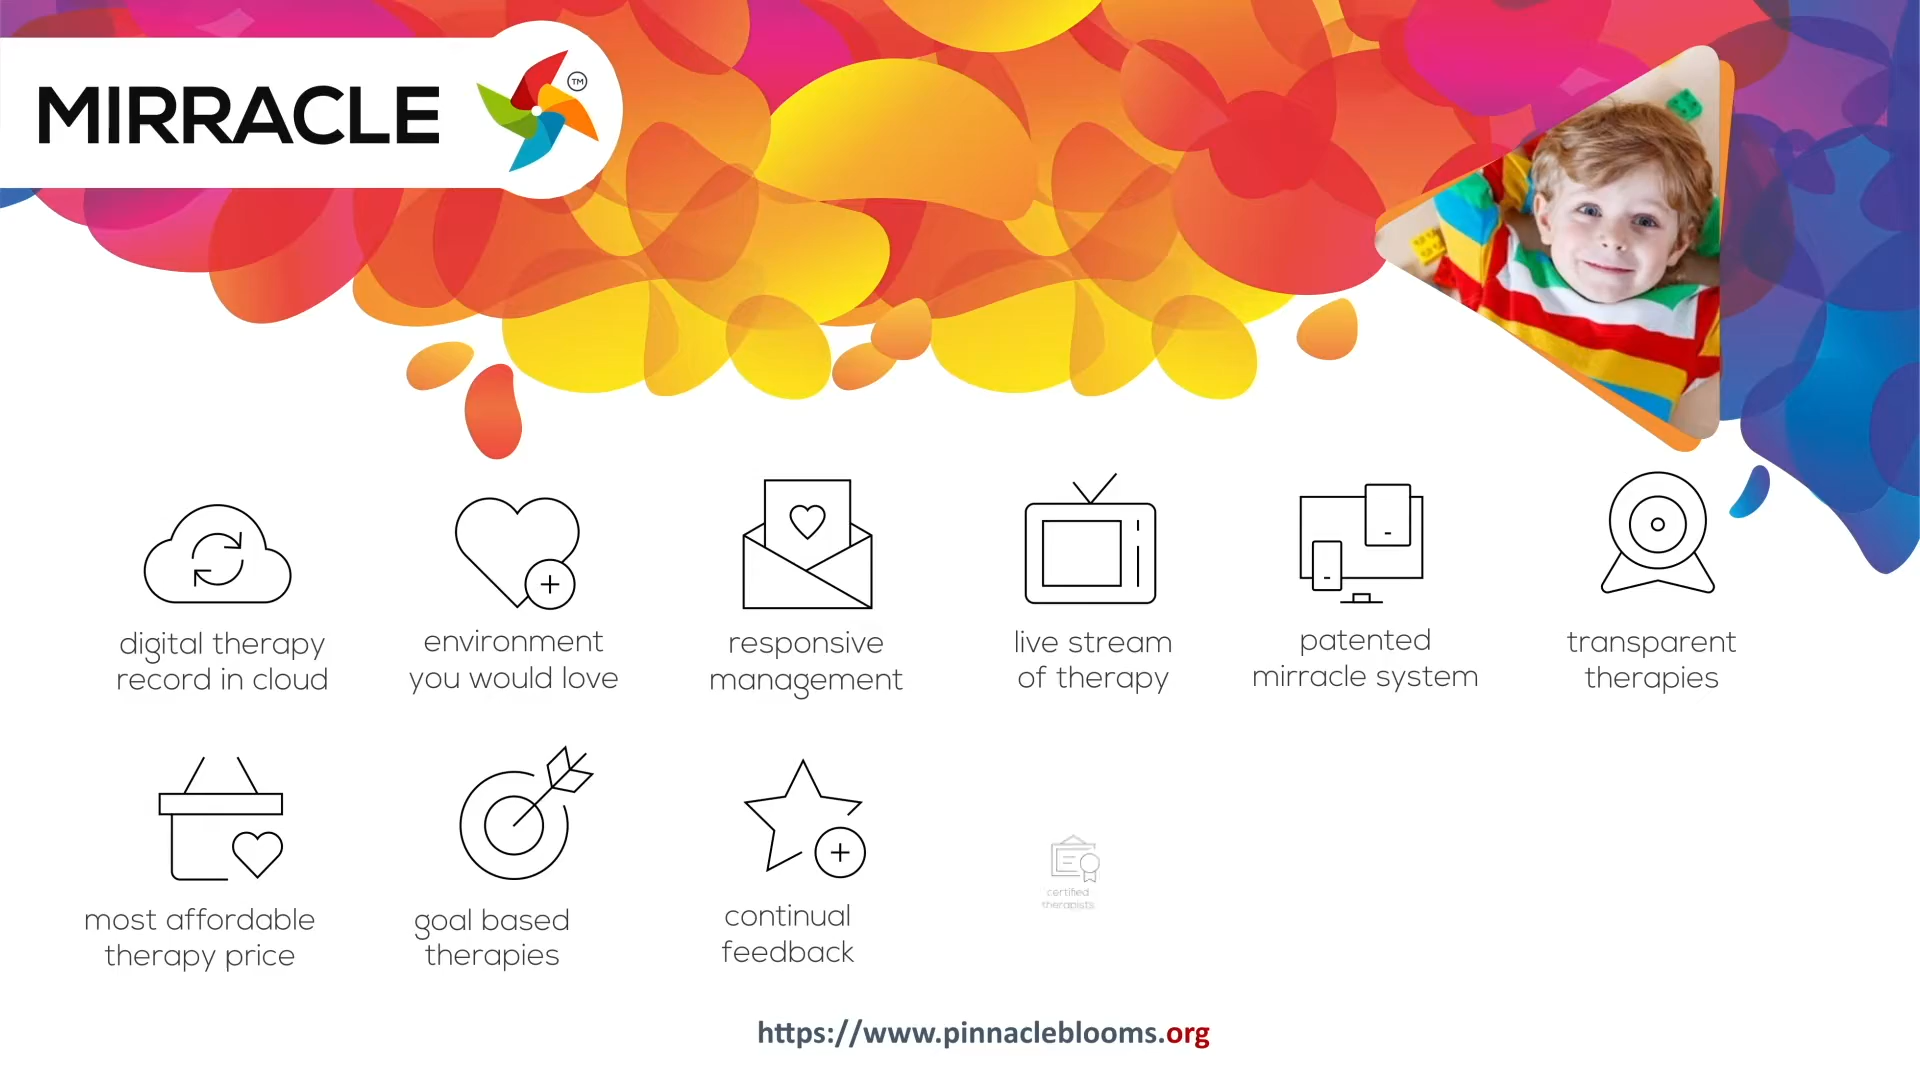 MIRRACLE
TM
digital therapy
record in cloud
environment
you would love
responsive
management
live stream
of therapy
patented
mirracle system
transparent
therapies
most affordable
therapy price
goal based
therapies
continual
feedback
certified
therapists
https://www.pinnacleblooms.org